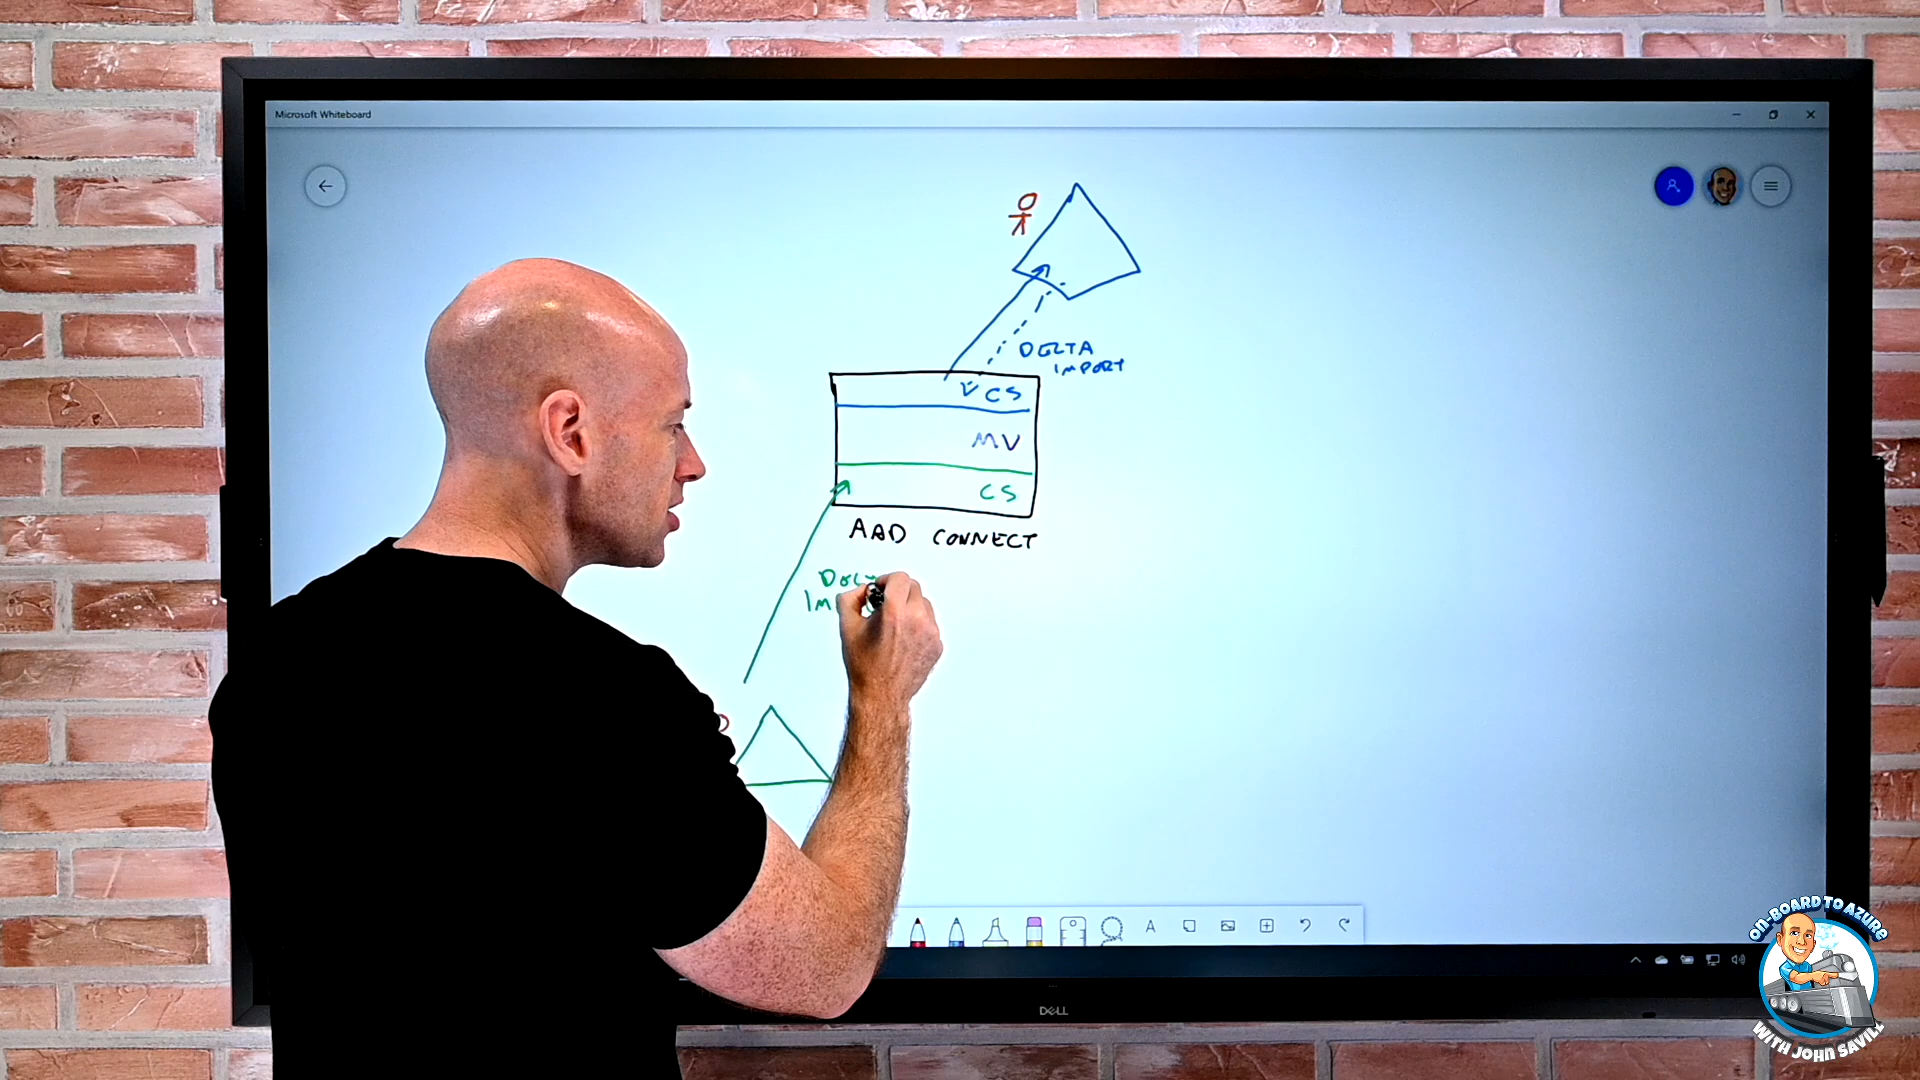 Microsoft Whiteboard
DELTA
IMPORT
CS
MV
CS
AAD CONNECT
A
DELL
ON-BOARD TO AZURE
WITH JOHN SAVILL